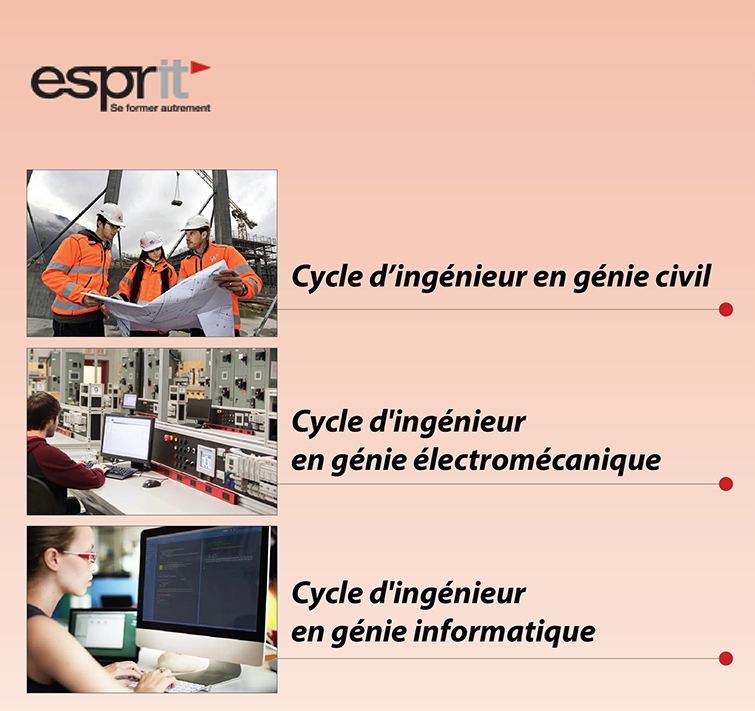 esprit
Se former autrement
Cycle d’ingénieur en génie civil
Cycle d'ingénieur
en génie électromécanique
Cycle d'ingénieur
en génie informatique